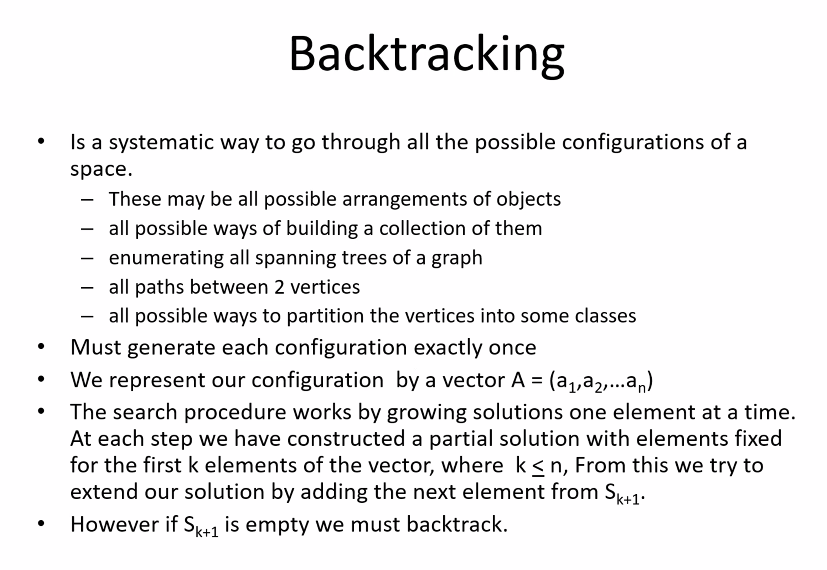 Backtracking
• Is a systematic way to go through all the possible configurations of a
space.
– These may be all possible arrangements of objects
– all possible ways of building a collection of them
– enumerating all spanning trees of a graph
– all paths between 2 vertices
– all possible ways to partition the vertices into some classes
• Must generate each configuration exactly once
• We represent our configuration  by a vector A = (a₁,a₂,…aₙ)
• The search procedure works by growing solutions one element at a time.
At each step we have constructed a partial solution with elements fixed
for the first k elements of the vector, where  k ≤ n, From this we try to
extend our solution by adding the next element from Sₖ₊₁.
• However if Sₖ₊₁ is empty we must backtrack.